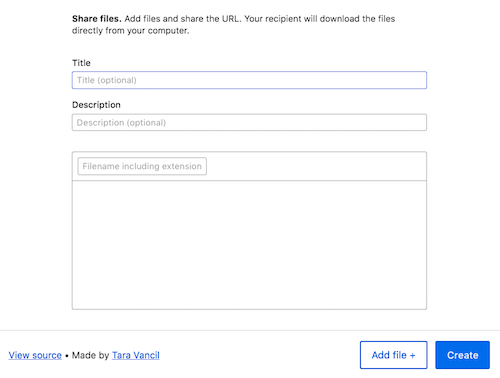 Share files. Add files and share the URL. Your recipient will download the files
directly from your computer.
Title
Title (optional)
Description
Description (optional)
Filename including extension
View source • Made by Tara Vancil
Add file +
Create